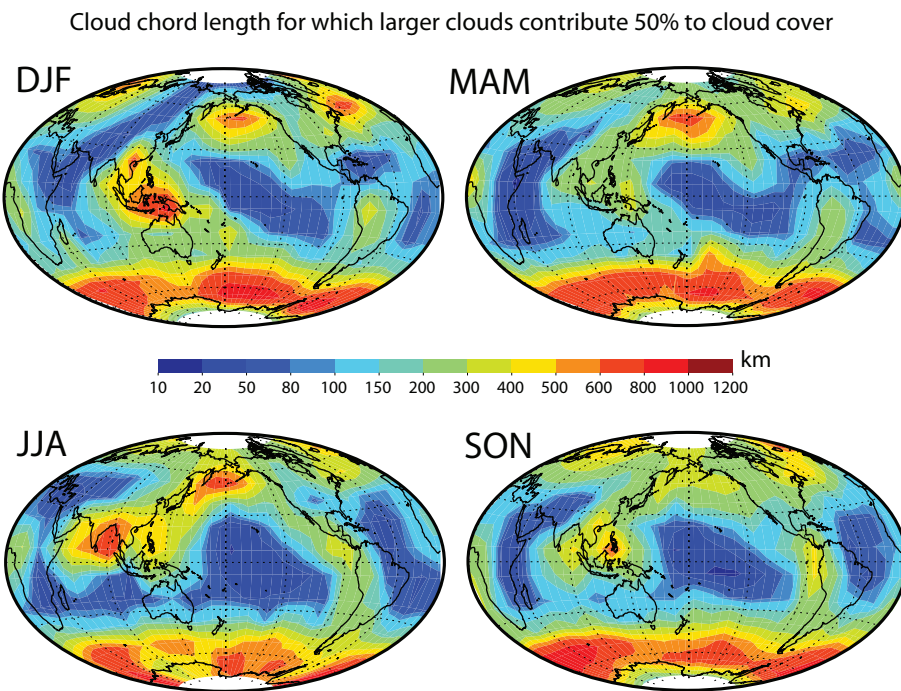 Cloud chord length for which larger clouds contribute 50% to cloud cover
DJF
MAM
km
10 20 50 80 100 150 200 300 400 500 600 800 1000 1200
JJA
SON